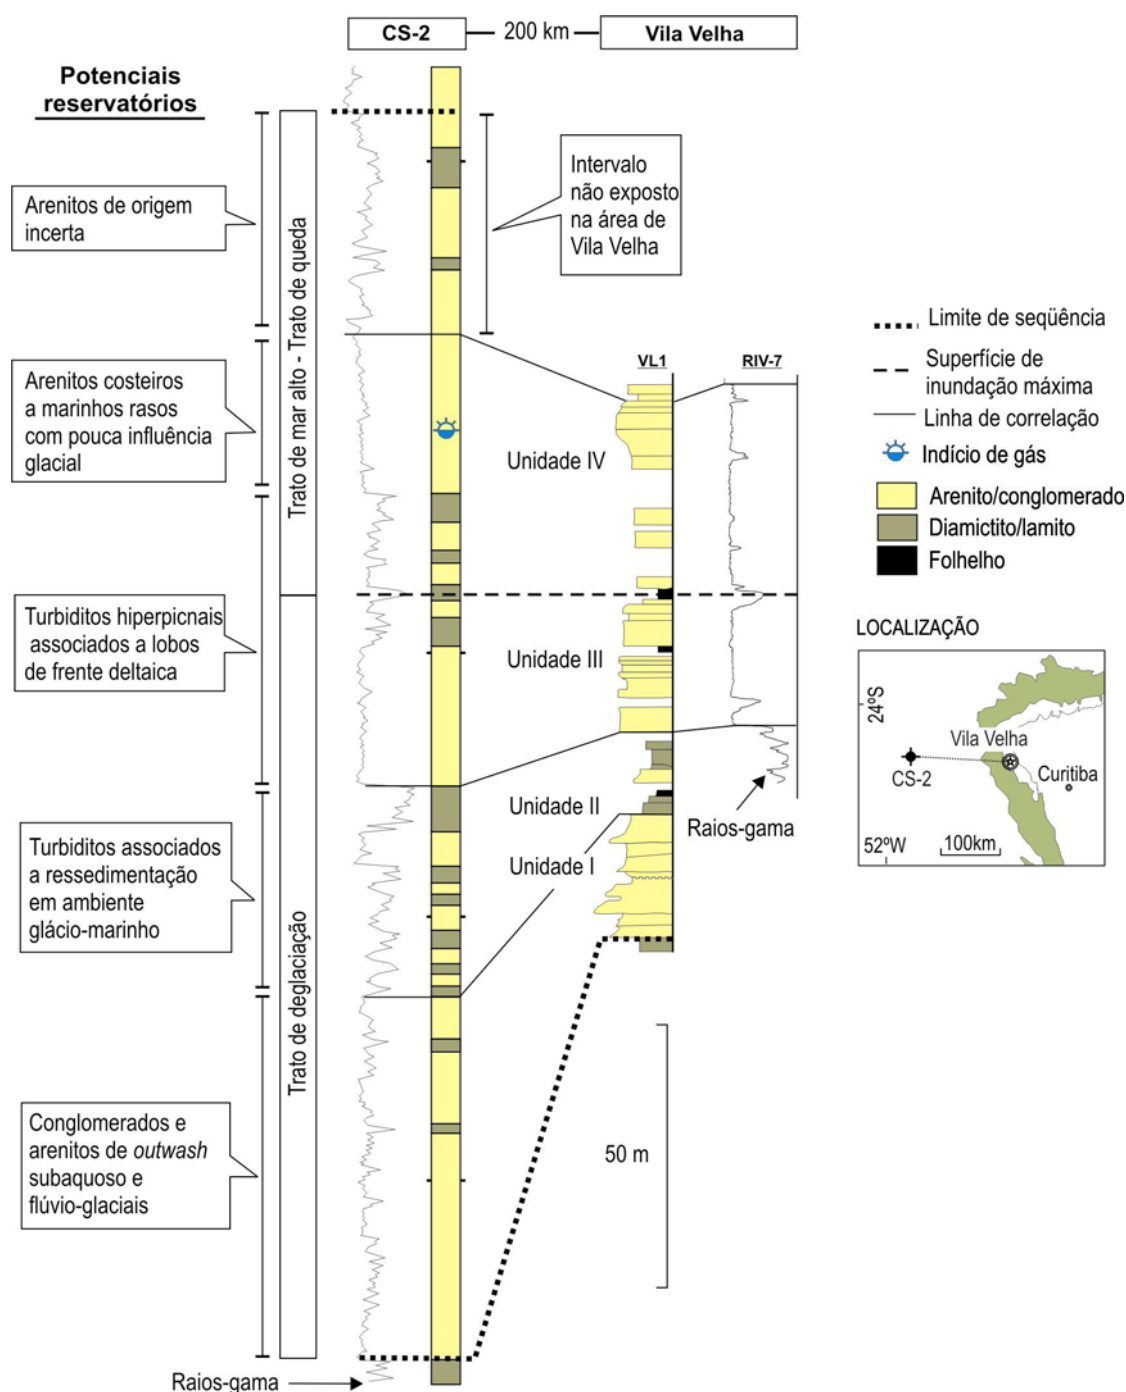 CS-2
200 km
Vila Velha
Potenciais
reservatórios
Arenitos de origem
incerta
Arenitos costeiros
a marinhos rasos
com pouca influência
glacial
Turbiditos hiperpicnais
associados a lobos
de frente deltaica
Turbiditos associados
a ressedimentação
em ambiente
glácio-marinho
Conglomerados e
arenitos de outwash
subaquoso e
flúvio-glaciais
Trato de mar alto - Trato de queda
Trato de deglaciação
Raios-gama
Intervalo
não exposto
na área de
Vila Velha
VL1
RIV-7
Unidade IV
Unidade III
Unidade II
Unidade I
Raios-gama
50 m
Limite de seqüência
Superfície de
inundação máxima
Linha de correlação
Indício de gás
Arenito/conglomerado
Diamictito/lamito
Folhelho
LOCALIZAÇÃO
24ºS
Vila Velha
CS-2
Curitiba
52ºW
100km